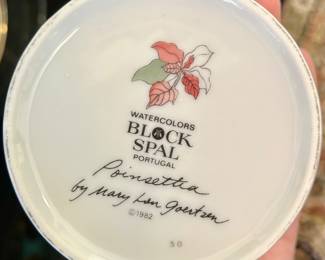 WATERCOLORS
BLOCK
SPAL
PORTUGAL
Poinsettia
by Mary Lou Goertzen
©1982
50